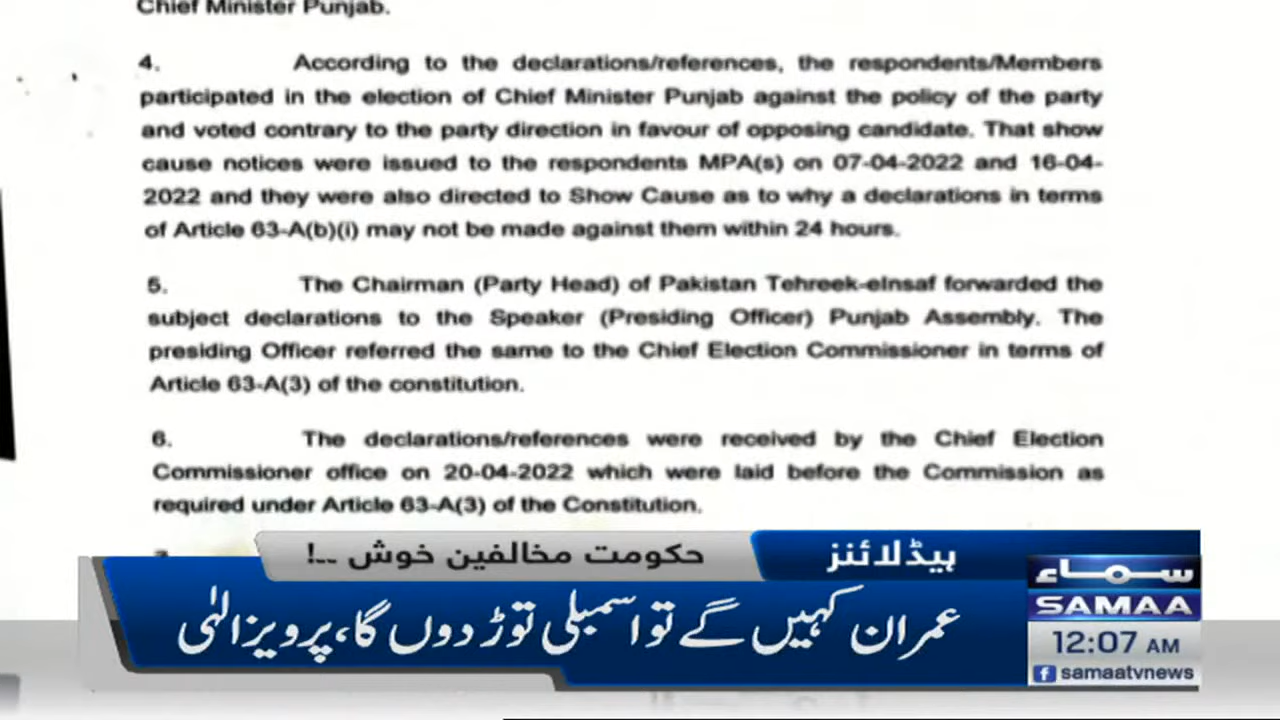 Chief Minister Punjab.
4. According to the declarations/references, the respondents/Members
participated in the election of Chief Minister Punjab against the policy of the party
and voted contrary to the party direction in favour of opposing candidate. That show
cause notices were issued to the respondents MPA(s) on 07-04-2022 and 16-04-
2022 and they were also directed to Show Cause as to why a declarations in terms
of Article 63-A(b)(i) may not be made against them within 24 hours.
5. The Chairman (Party Head) of Pakistan Tehreek-eInsaf forwarded the
subject declarations to the Speaker (Presiding Officer) Punjab Assembly. The
presiding Officer referred the same to the Chief Election Commissioner in terms of
Article 63-A(3) of the constitution.
6. The declarations/references were received by the Chief Election
Commissioner office on 20-04-2022 which were laid before the Commission as
required under Article 63-A(3) of the Constitution.
ہیڈلائنز
حکومت مخالفین خوش ...!
عمران کہیں گے تو اسمبلی توڑ دوں گا، پرویز الٰہی
سماء
SAMAA
12:07 AM
samaatvnews